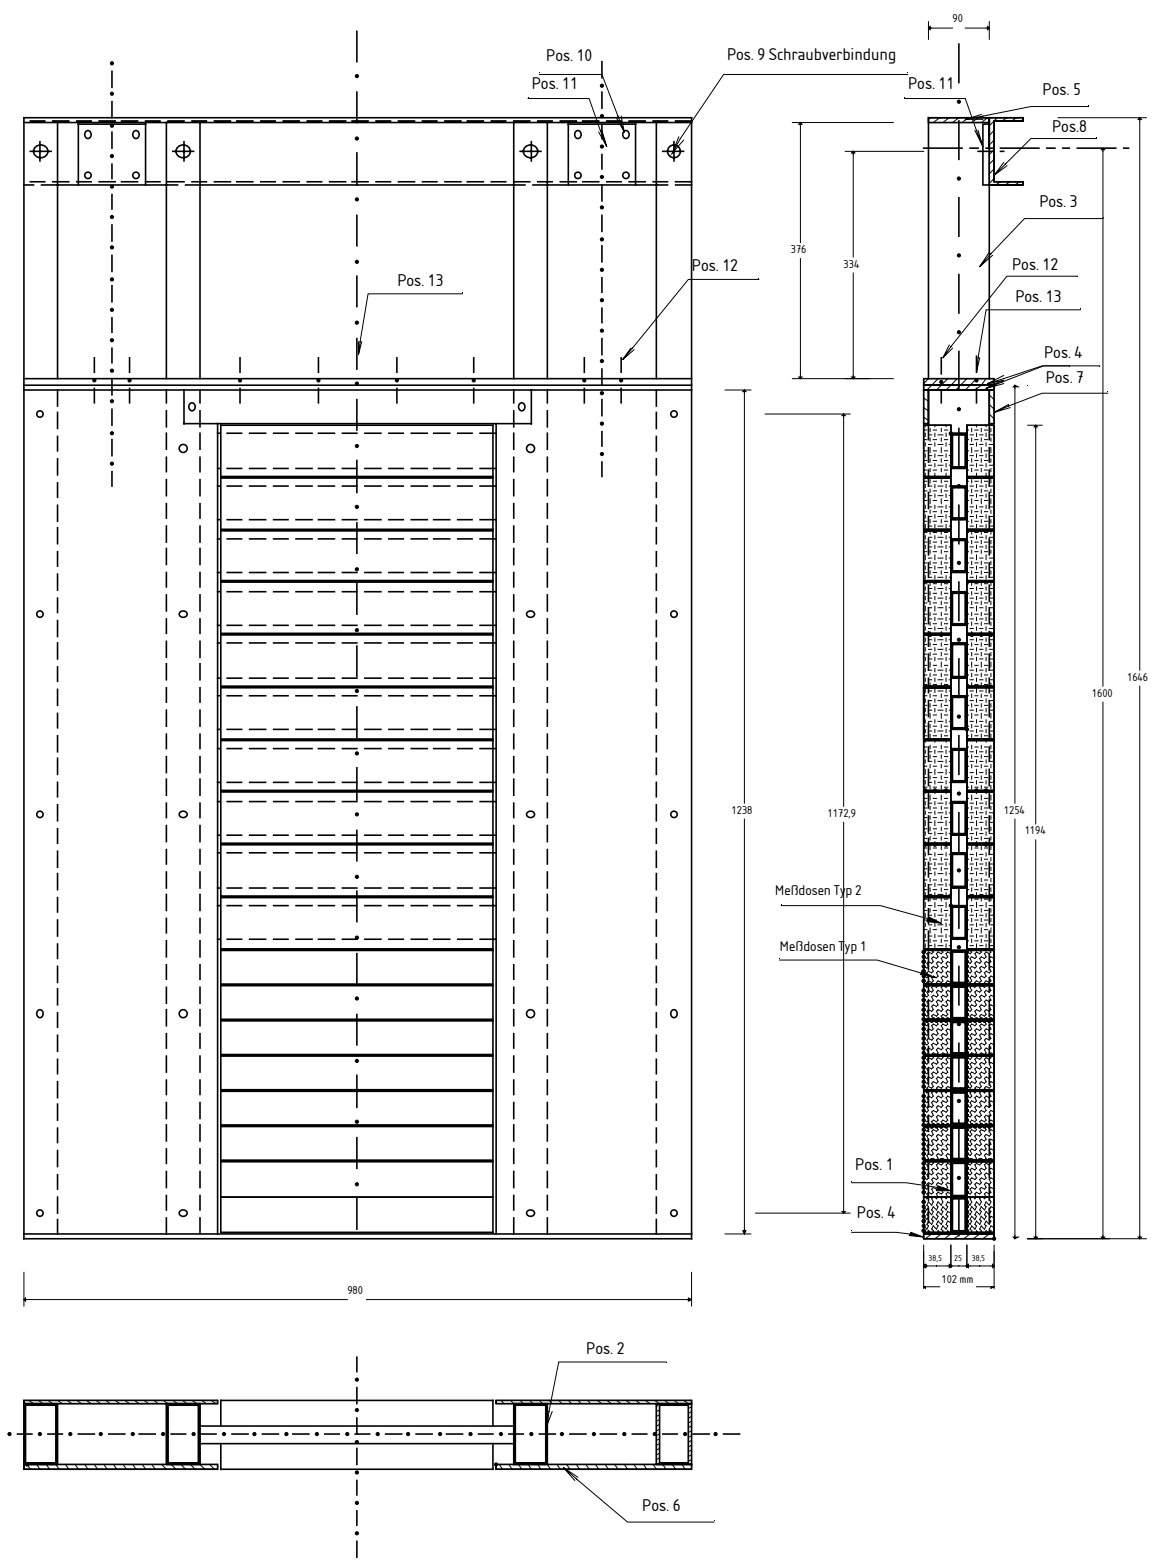 90
Pos. 10
Pos. 9 Schraubverbindung
Pos. 11
Pos. 11
Pos. 5
Pos.8
Pos. 3
376
334
Pos. 12
Pos. 12
Pos. 13
Pos. 13
Pos. 4
Pos. 7
1646
1600
1238
1172,9
1254
1194
Meßdosen Typ 2
Meßdosen Typ 1
Pos. 1
Pos. 4
38,5
25
38,5
102 mm
980
Pos. 2
Pos. 6